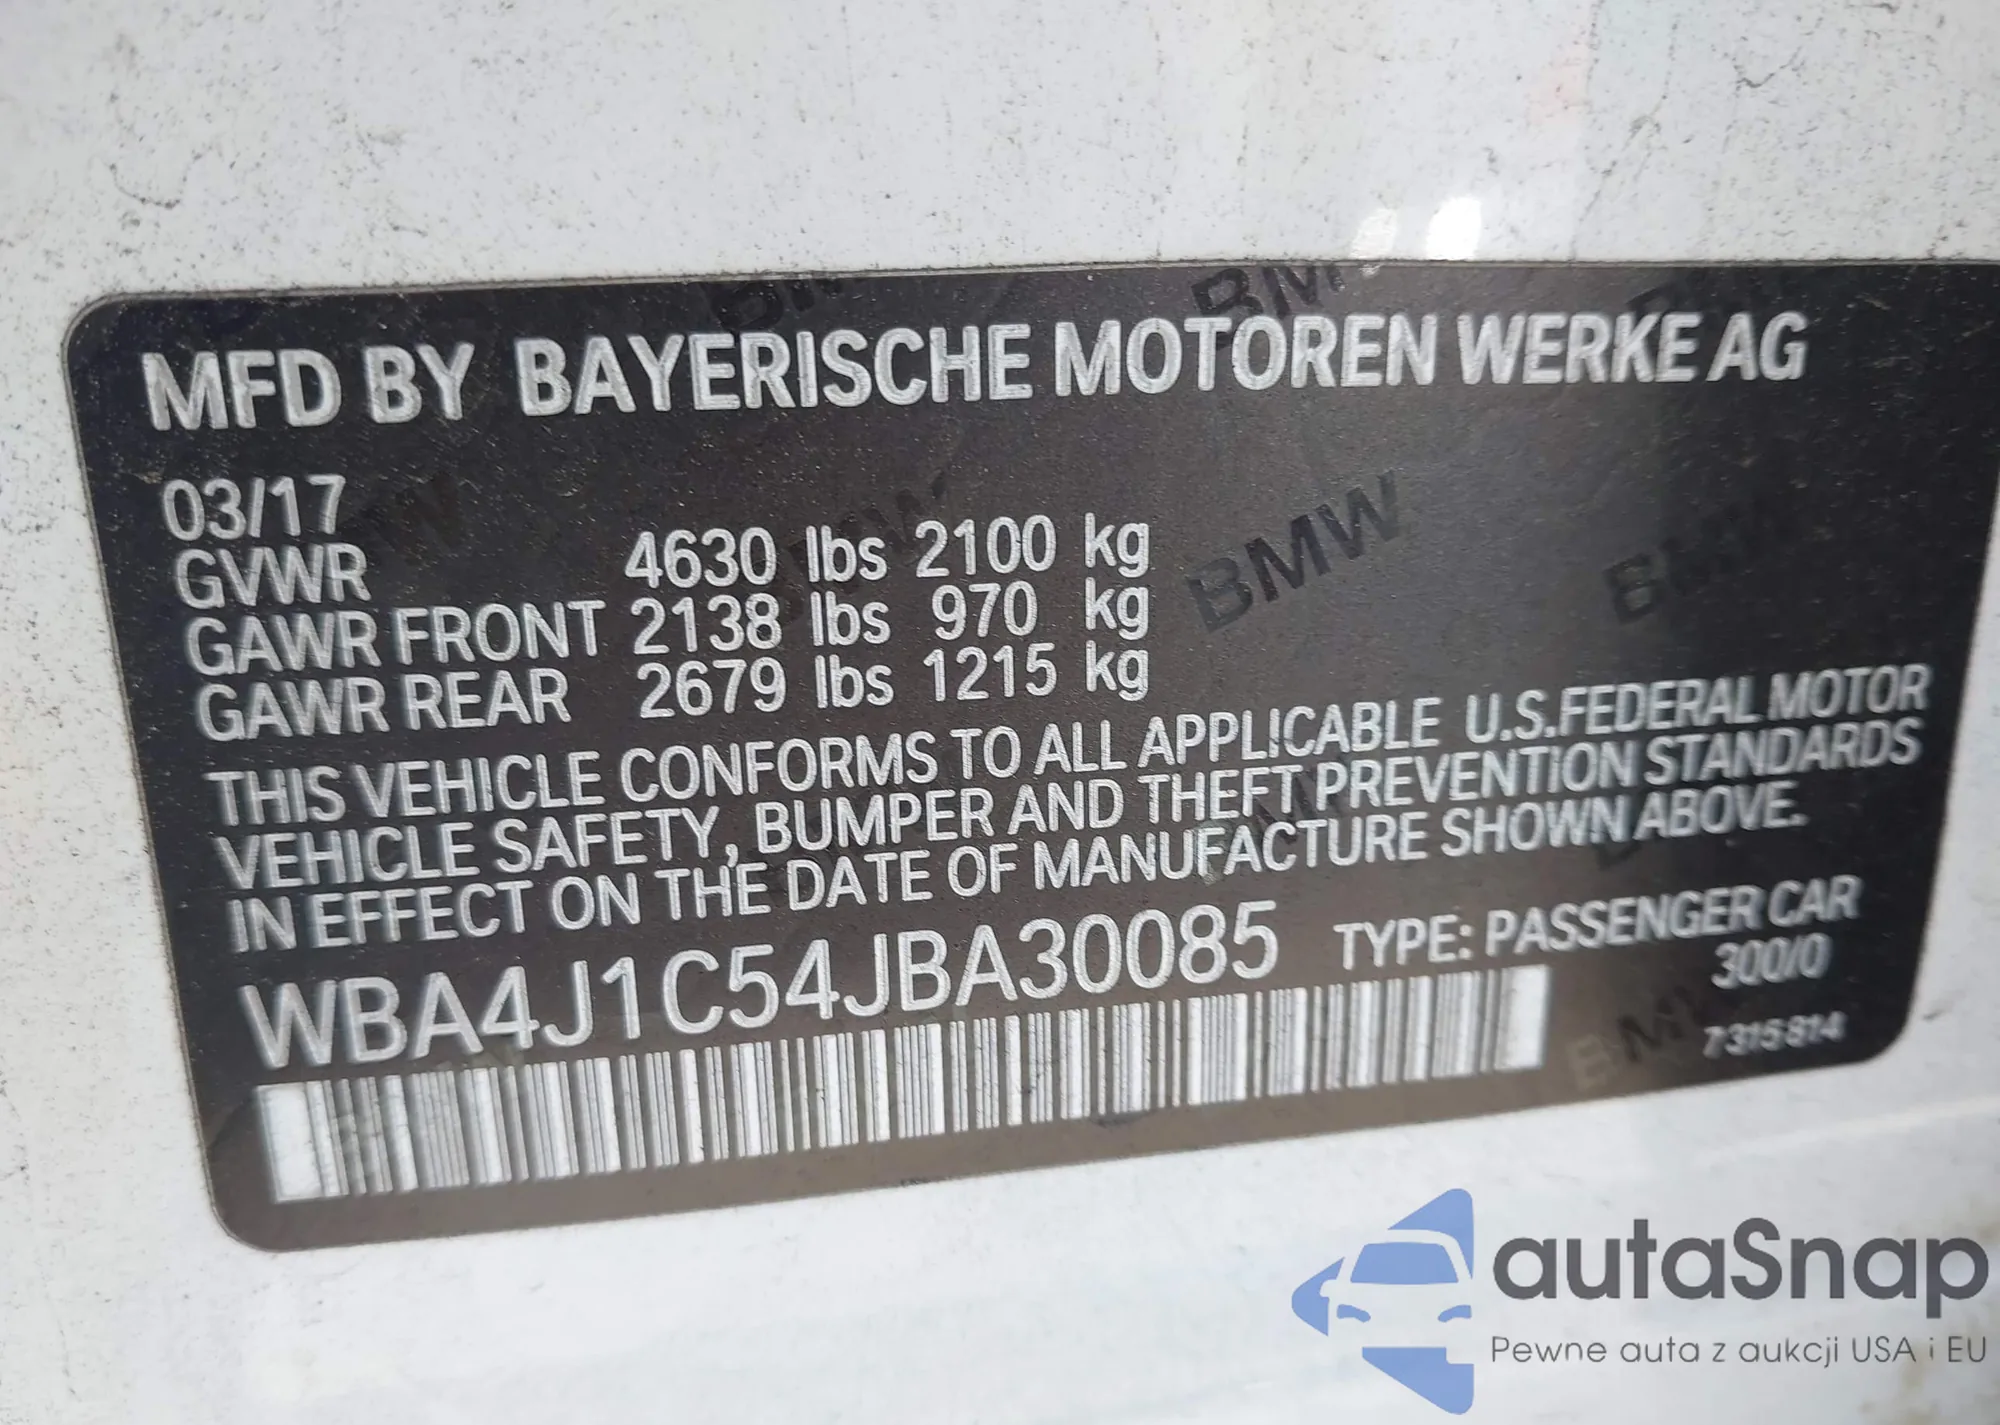 MFD BY BAYERISCHE MOTOREN WERKE AG
03/17
GVWR 4630 lbs 2100 kg
GAWR FRONT 2138 lbs 970 kg
GAWR REAR 2679 lbs 1215 kg
THIS VEHICLE CONFORMS TO ALL APPLICABLE U.S.FEDERAL MOTOR
VEHICLE SAFETY, BUMPER AND THEFT PREVENTION STANDARDS
IN EFFECT ON THE DATE OF MANUFACTURE SHOWN ABOVE.
WBA4J1C54JBA30085 TYPE: PASSENGER CAR
300/0
7315814
autaSnap
Pewne auta z aukcji USA i EU